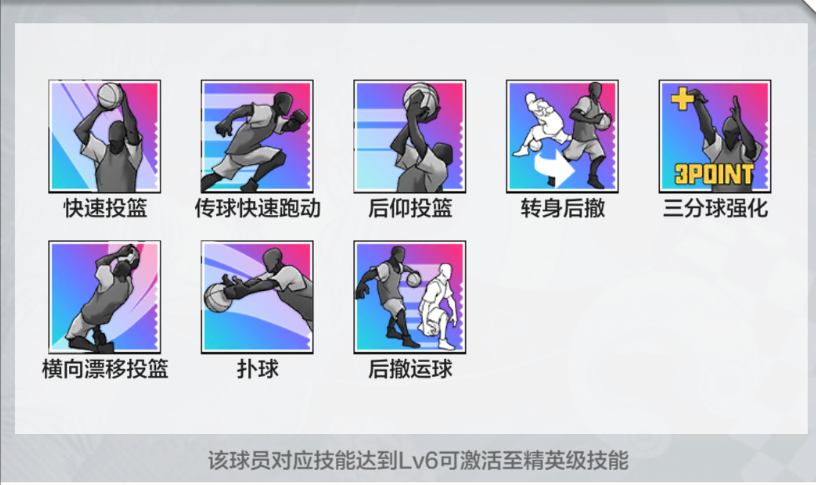 快速投篮
传球快速跑动
后仰投篮
转身后撤
3POINT
三分球强化
横向漂移投篮
扑球
后撤运球
该球员对应技能达到Lv6可激活至精英级技能